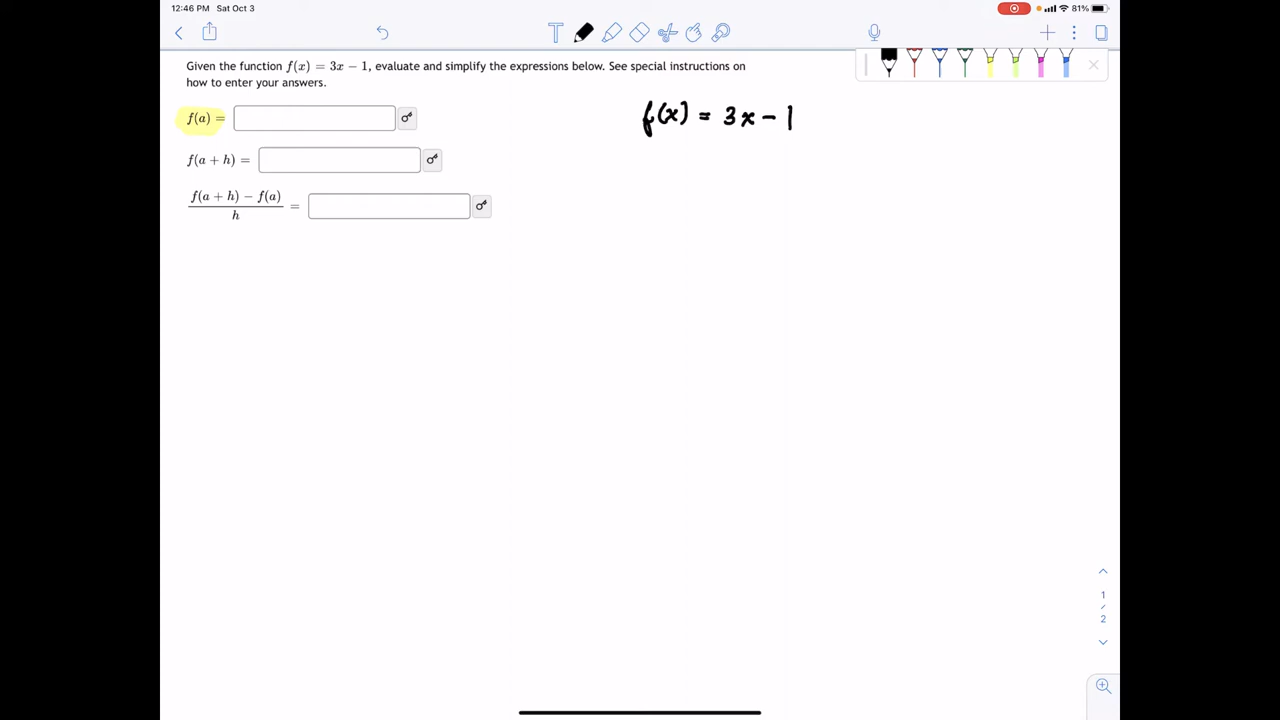 12:46 PM Sat Oct 3 81%
Given the function f(x) = 3x − 1, evaluate and simplify the expressions below. See special instructions on
how to enter your answers.
f(a) =
f(x) = 3x − 1
f(a + h) =
f(a + h) − f(a)
h
=
1
/
2